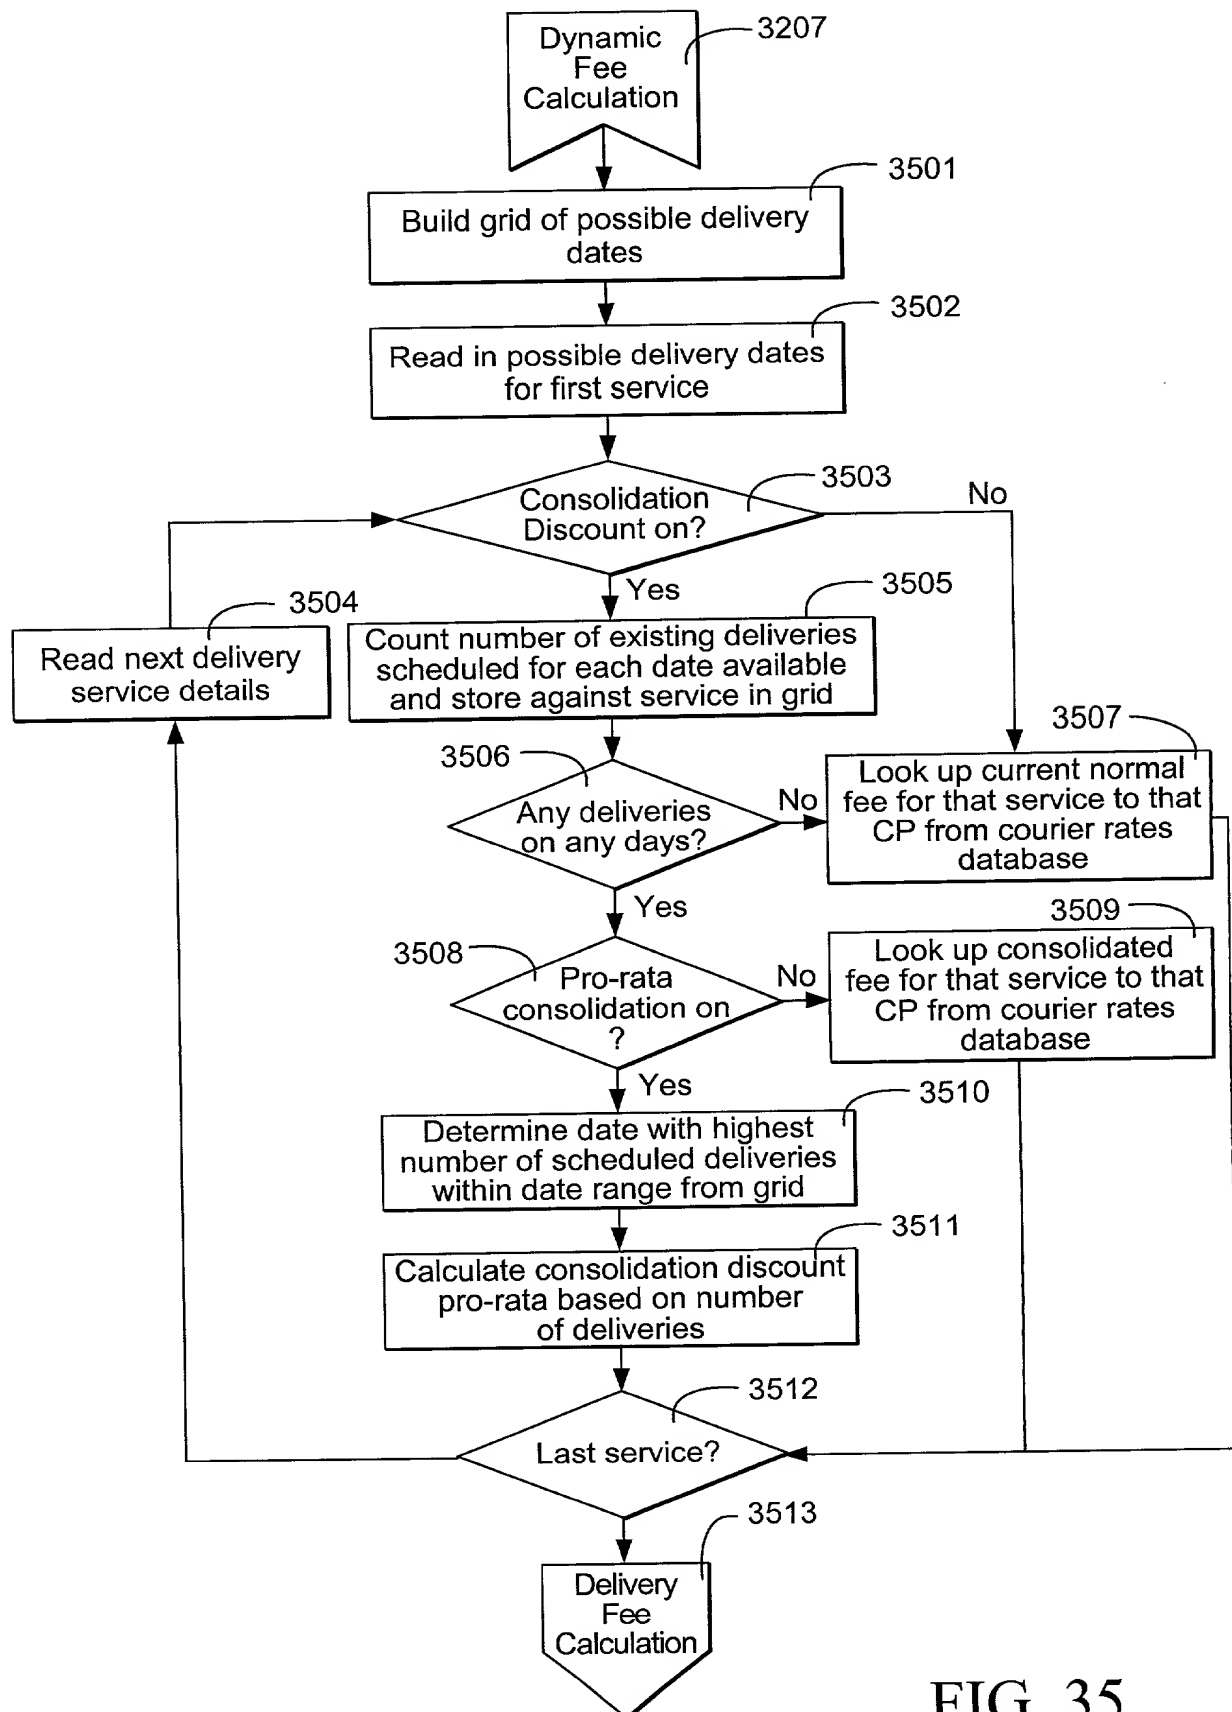 Dynamic
Fee
Calculation
3207
3501
Build grid of possible delivery
dates
3502
Read in possible delivery dates
for first service
3503
Consolidation
Discount on?
No
Yes
3504
Read next delivery
service details
3505
Count number of existing deliveries
scheduled for each date available
and store against service in grid
3506
Any deliveries
on any days?
No
Yes
3507
Look up current normal
fee for that service to that
CP from courier rates
database
3508
Pro-rata
consolidation on
?
No
Yes
3509
Look up consolidated
fee for that service to that
CP from courier rates
database
3510
Determine date with highest
number of scheduled deliveries
within date range from grid
3511
Calculate consolidation discount
pro-rata based on number
of deliveries
3512
Last service?
3513
Delivery
Fee
Calculation
FIG. 35